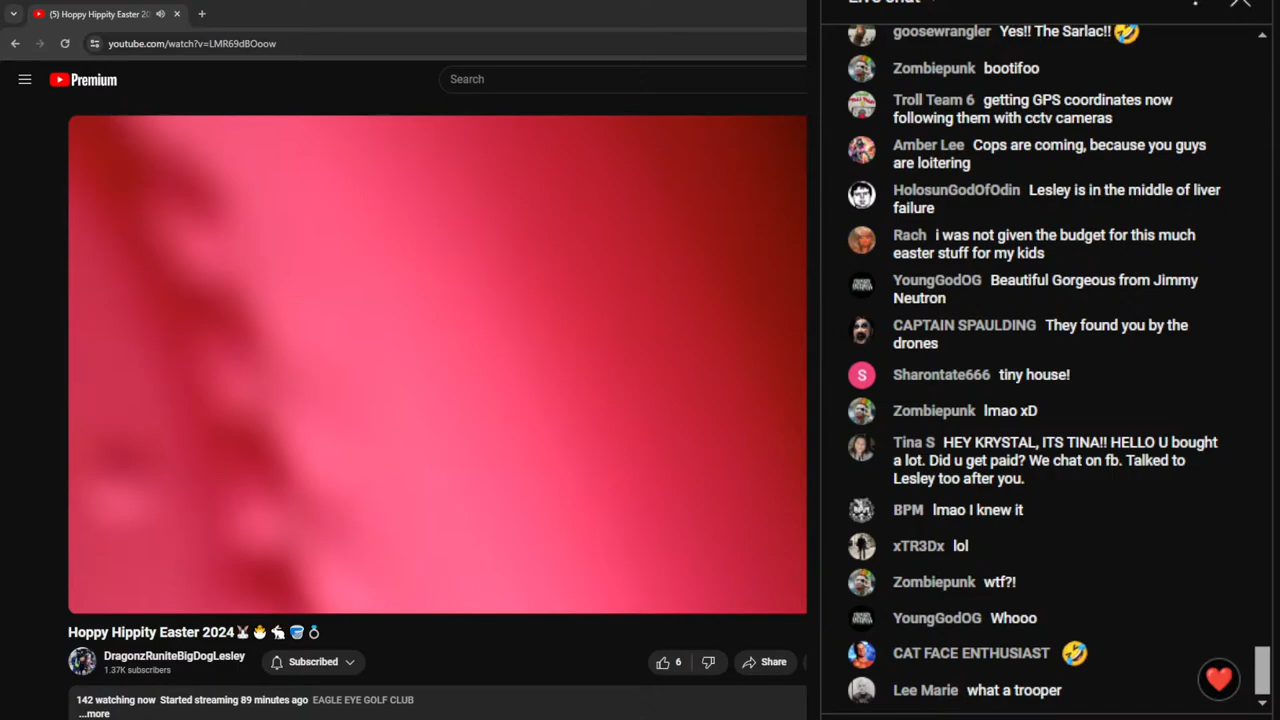 (5) Hoppy Hippity Easter 20
youtube.com/watch?v=LMR69dBOoow
Premium
Search
Hoppy Hippity Easter 2024
DragonzRuniteBigDogLesley
1.37K subscribers
Subscribed
6
Share
142 watching now Started streaming 89 minutes ago EAGLE EYE GOLF CLUB
...more
goosewrangler Yes!! The Sarlac!!
Zombiepunk bootifoo
Troll Team 6 getting GPS coordinates now
following them with cctv cameras
Amber Lee Cops are coming, because you guys
are loitering
HolosunGodOfOdin Lesley is in the middle of liver
failure
Rach i was not given the budget for this much
easter stuff for my kids
YoungGodOG Beautiful Gorgeous from Jimmy
Neutron
CAPTAIN SPAULDING They found you by the
drones
S
Sharontate666 tiny house!
Zombiepunk lmao xD
Tina S HEY KRYSTAL, ITS TINA!! HELLO U bought
a lot. Did u get paid? We chat on fb. Talked to
Lesley too after you.
BPM lmao I knew it
xTR3Dx lol
Zombiepunk wtf?!
YoungGodOG Whooo
CAT FACE ENTHUSIAST
Lee Marie what a trooper